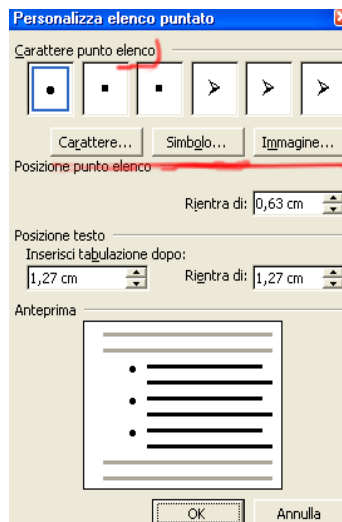 Personalizza elenco puntato
Carattere punto elenco
Carattere... Simbolo... Immagine...
Posizione punto elenco
Rientra di: 0,63 cm
Posizione testo
Inserisci tabulazione dopo:
1,27 cm Rientra di: 1,27 cm
Anteprima
OK Annulla